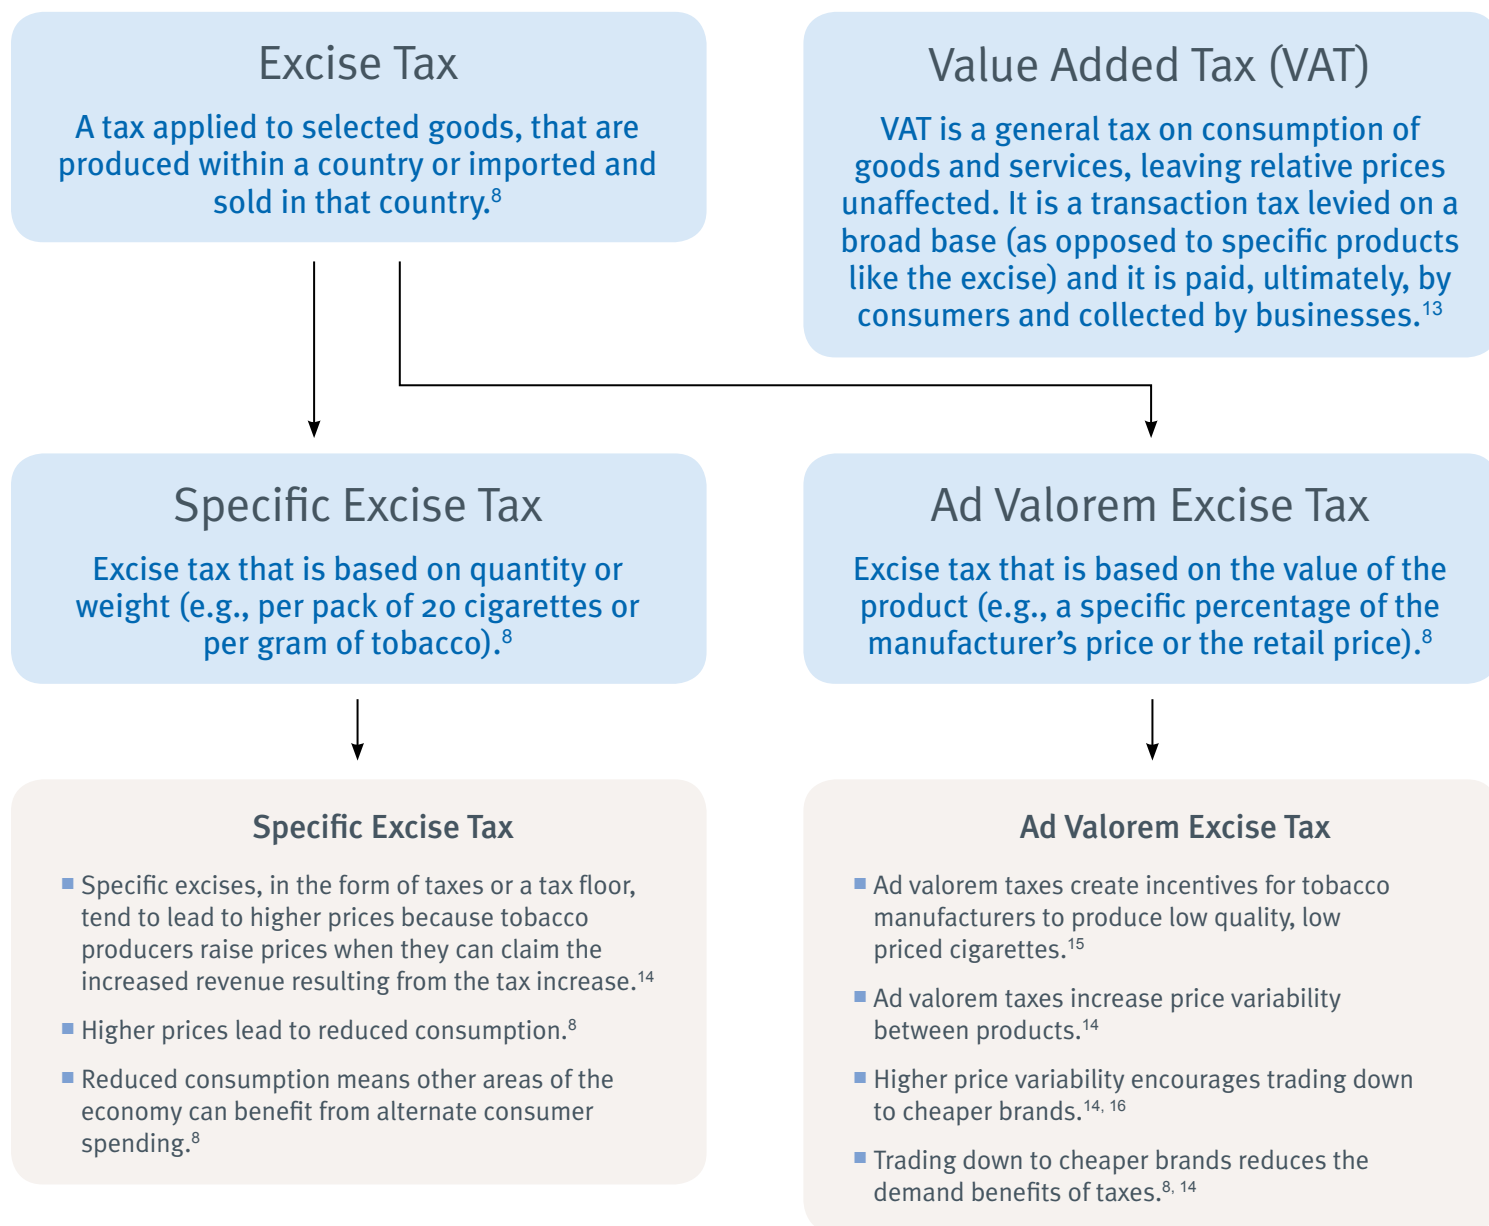 Excise Tax
A tax applied to selected goods, that are
produced within a country or imported and
sold in that country.8
Value Added Tax (VAT)
VAT is a general tax on consumption of
goods and services, leaving relative prices
unaffected. It is a transaction tax levied on a
broad base (as opposed to specific products
like the excise) and it is paid, ultimately, by
consumers and collected by businesses.13
Specific Excise Tax
Excise tax that is based on quantity or
weight (e.g., per pack of 20 cigarettes or
per gram of tobacco).8
Ad Valorem Excise Tax
Excise tax that is based on the value of the
product (e.g., a specific percentage of the
manufacturer’s price or the retail price).8
Specific Excise Tax
Specific excises, in the form of taxes or a tax floor,
tend to lead to higher prices because tobacco
producers raise prices when they can claim the
increased revenue resulting from the tax increase.14
Higher prices lead to reduced consumption.8
Reduced consumption means other areas of the
economy can benefit from alternate consumer
spending.8
Ad Valorem Excise Tax
Ad valorem taxes create incentives for tobacco
manufacturers to produce low quality, low
priced cigarettes.15
Ad valorem taxes increase price variability
between products.14
Higher price variability encourages trading down
to cheaper brands.14, 16
Trading down to cheaper brands reduces the
demand benefits of taxes.8, 14